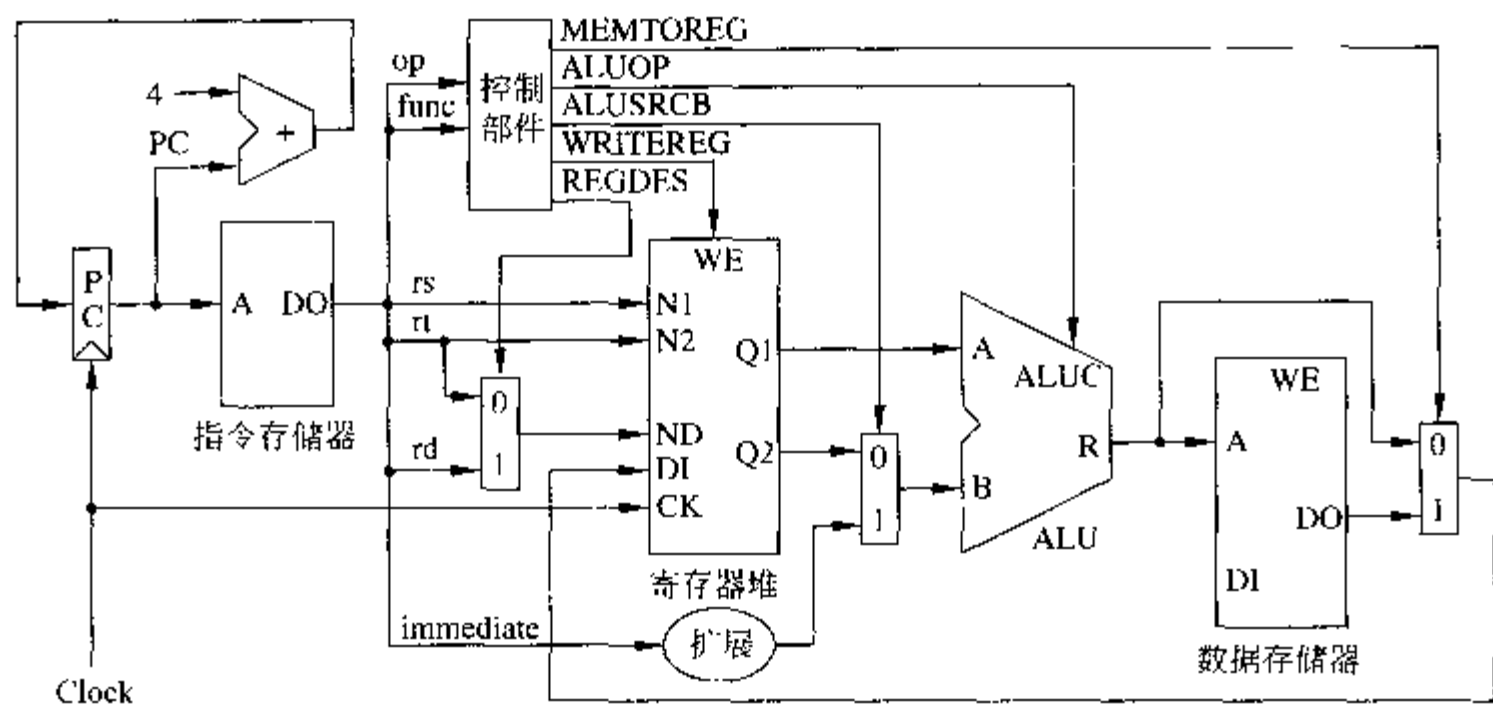 MEMTOREG
op
ALUOP
4
func
控制
部件
ALUSRCB
+
PC
WRITEREG
REGDES
WE
P
C
A
DO
rs
N1
rt
N2
Q1
A
ALUC
WE
0
指令存储器
ND
Q2
0
R
A
0
rd
1
DI
B
CK
1
DO
1
ALU
DI
寄存器堆
immediate
扩展
数据存储器
Clock